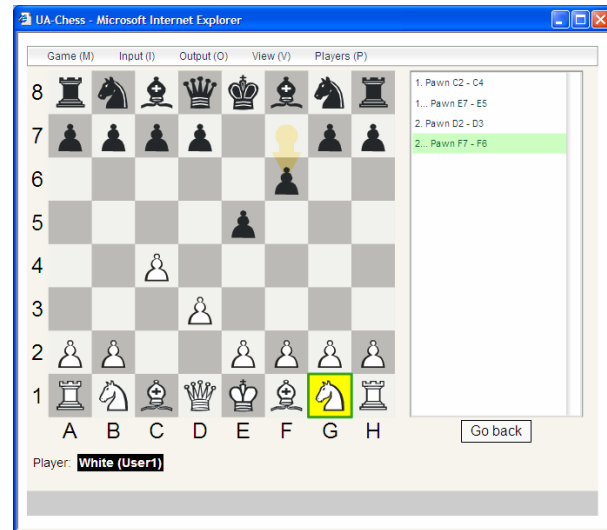 UA-Chess - Microsoft Internet Explorer
Game (M) Input (I) Output (O) View (V) Players (P)
8
7
6
5
4
3
2
1
A B C D E F G H
1. Pawn C2 - C4
1... Pawn E7 - E5
2. Pawn D2 - D3
2... Pawn F7 - F6
Go back
Player: White (User1)